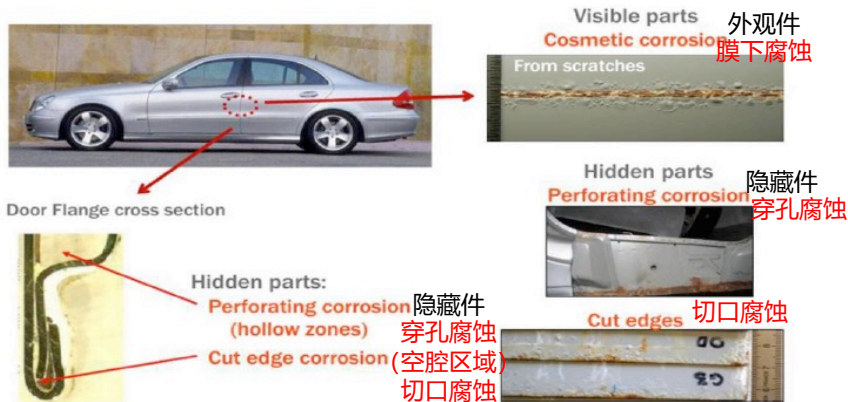 Visible parts
外观件
Cosmetic corrosion
膜下腐蚀
From scratches
Hidden parts
隐藏件
Perforating corrosion
穿孔腐蚀
Door Flange cross section
Hidden parts:
Perforating corrosion
隐藏件
(hollow zones)
穿孔腐蚀
Cut edge corrosion
(空腔区域)
切口腐蚀
Cut edges
切口腐蚀